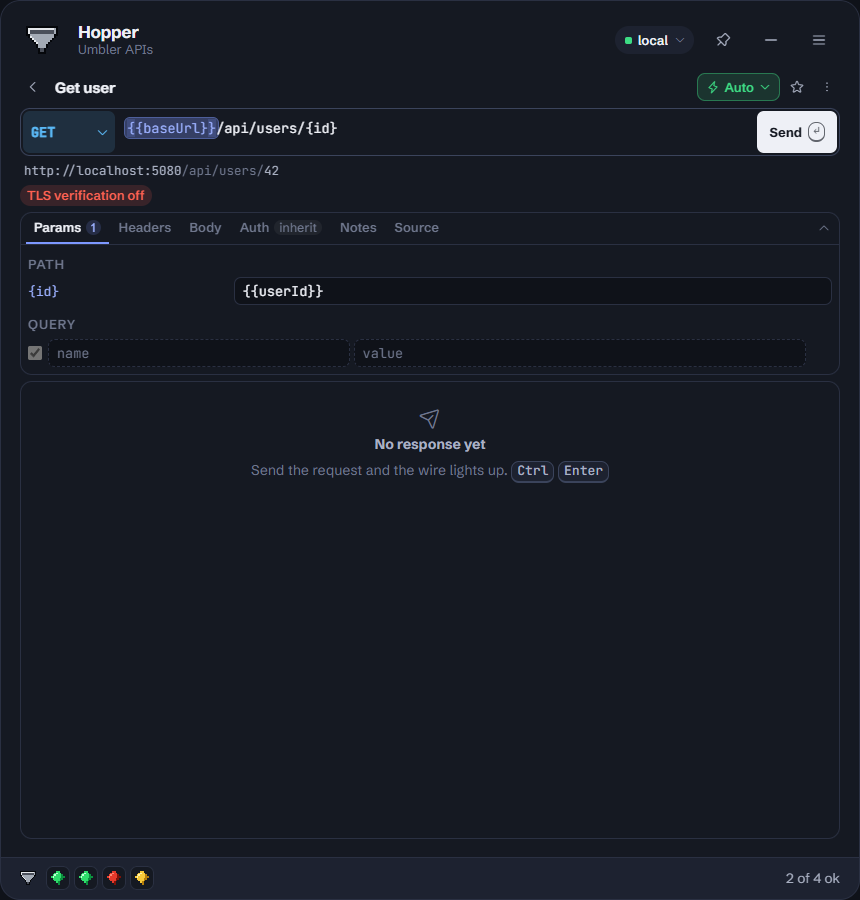 Hopper
Umbler APIs
local
Get user
Auto
GET
{{baseUrl}}/api/users/{id}
Send
http://localhost:5080/api/users/42
TLS verification off
Params 1 Headers Body Auth inherit Notes Source
PATH
{id} {{userId}}
QUERY
name value
No response yet
Send the request and the wire lights up. Ctrl Enter
2 of 4 ok